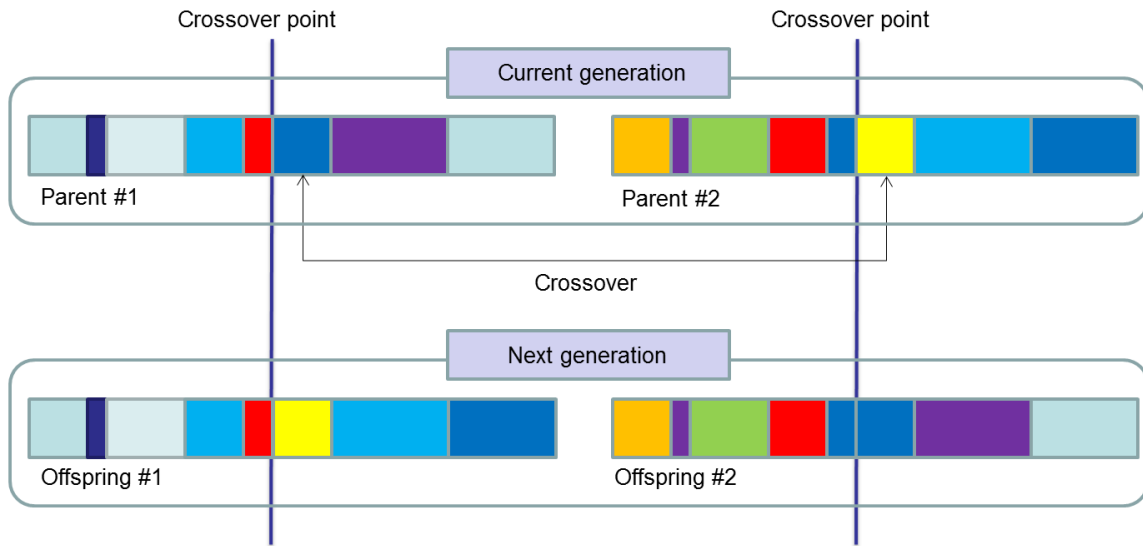 Crossover point
Crossover point
Current generation
Parent #1
Parent #2
Crossover
Next generation
Offspring #1
Offspring #2